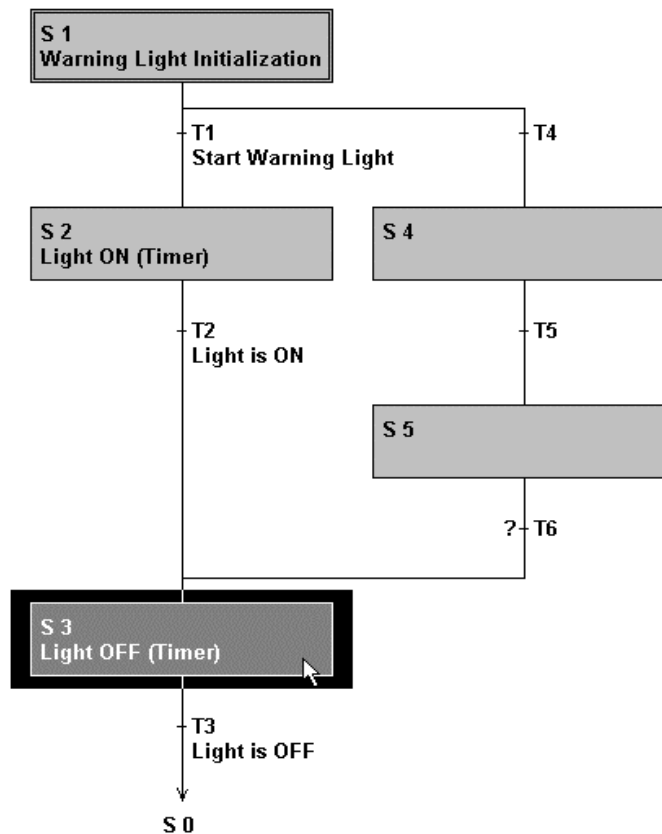 S 1
Warning Light Initialization
T1
Start Warning Light
T4
S 2
Light ON (Timer)
S 4
T2
Light is ON
T5
S 5
? T6
S 3
Light OFF (Timer)
T3
Light is OFF
S 0